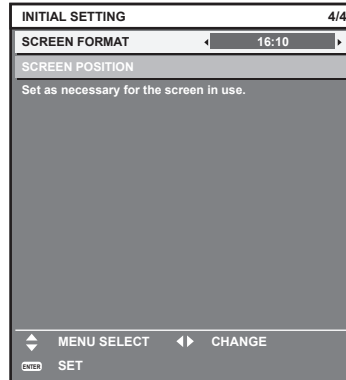 INITIAL SETTING 4/4
SCREEN FORMAT 16:10
SCREEN POSITION
Set as necessary for the screen in use.
MENU SELECT CHANGE
ENTER SET